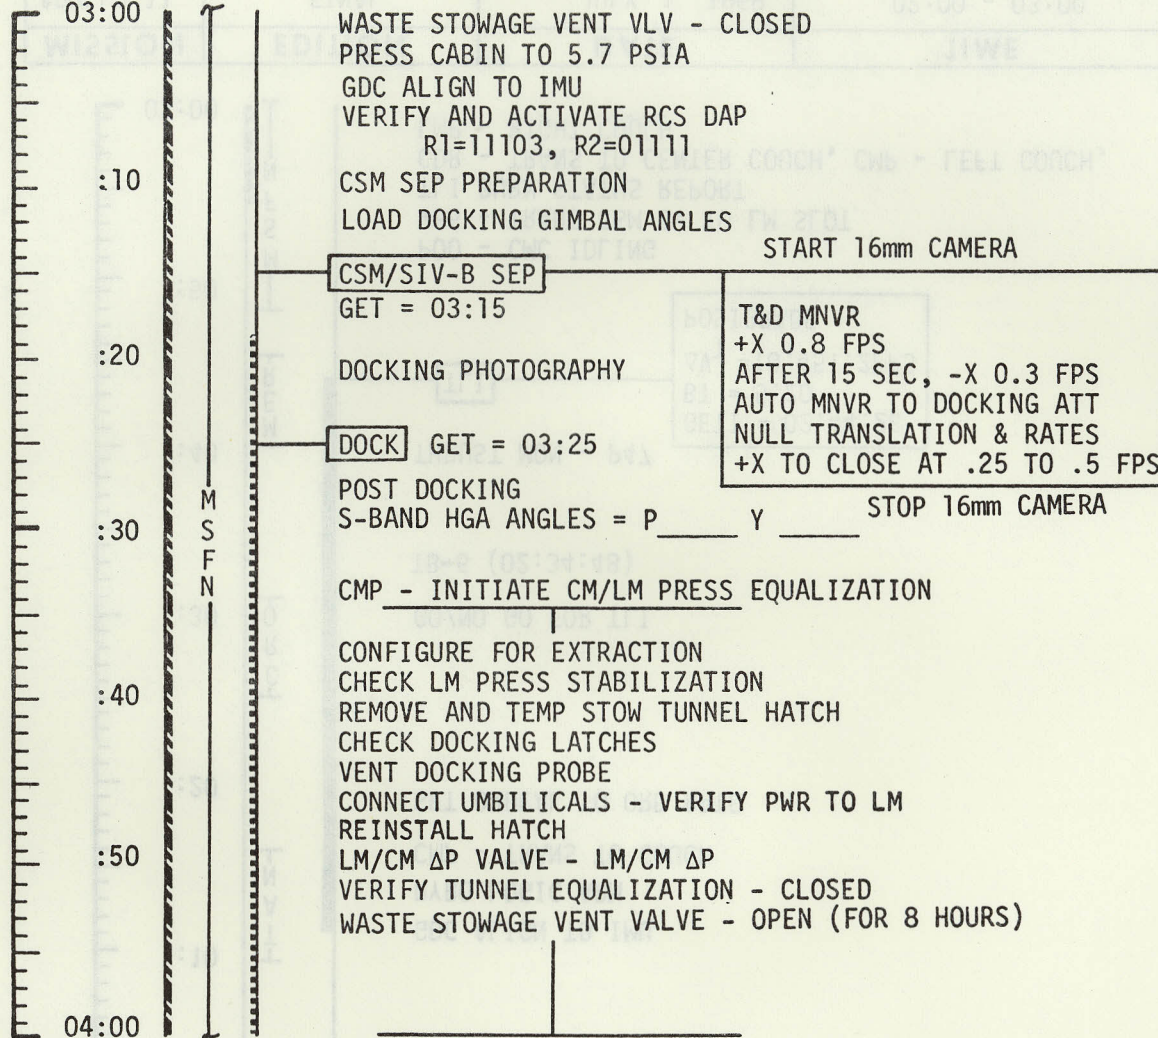 03:00
WASTE STOWAGE VENT VLV - CLOSED
PRESS CABIN TO 5.7 PSIA
GDC ALIGN TO IMU
VERIFY AND ACTIVATE RCS DAP
R1=11103, R2=01111
:10
CSM SEP PREPARATION
LOAD DOCKING GIMBAL ANGLES
START 16mm CAMERA
CSM/SIV-B SEP
GET = 03:15
T&D MNVR
+X 0.8 FPS
AFTER 15 SEC, -X 0.3 FPS
AUTO MNVR TO DOCKING ATT
NULL TRANSLATION & RATES
+X TO CLOSE AT .25 TO .5 FPS
:20
DOCKING PHOTOGRAPHY
DOCK GET = 03:25
STOP 16mm CAMERA
POST DOCKING
S-BAND HGA ANGLES = P_____ Y _____
MSFN
:30
CMP - INITIATE CM/LM PRESS EQUALIZATION
CONFIGURE FOR EXTRACTION
CHECK LM PRESS STABILIZATION
:40
REMOVE AND TEMP STOW TUNNEL HATCH
CHECK DOCKING LATCHES
VENT DOCKING PROBE
CONNECT UMBILICALS - VERIFY PWR TO LM
REINSTALL HATCH
:50
LM/CM ΔP VALVE - LM/CM ΔP
VERIFY TUNNEL EQUALIZATION - CLOSED
WASTE STOWAGE VENT VALVE - OPEN (FOR 8 HOURS)
04:00